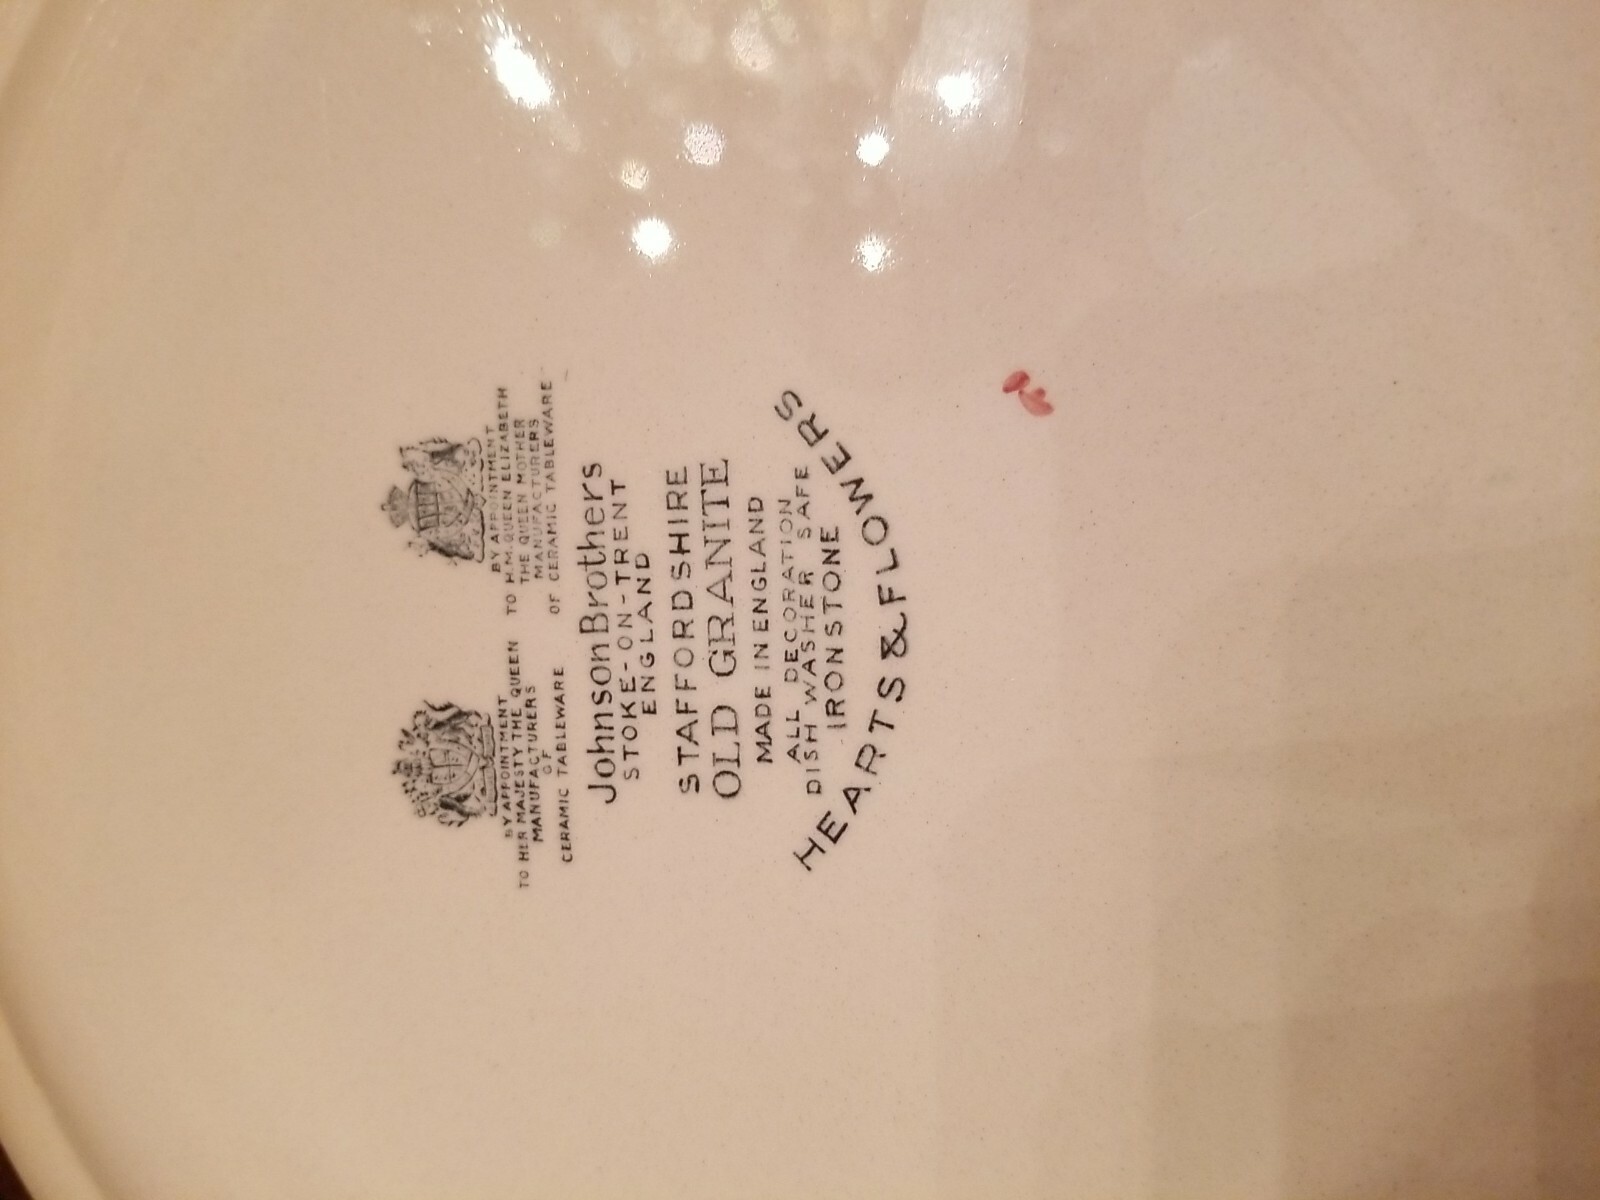 BY APPOINTMENT
TO HER MAJESTY THE QUEEN
MANUFACTURERS
OF
CERAMIC TABLEWARE
BY APPOINTMENT
TO H.M. QUEEN ELIZABETH
THE QUEEN MOTHER
MANUFACTURERS
OF CERAMIC TABLEWARE
Johnson Brothers
STOKE-ON-TRENT
ENGLAND
STAFFORDSHIRE
OLD GRANITE
MADE IN ENGLAND
ALL DECORATION
DISH WASHER SAFE
IRONSTONE
HEARTS & FLOWERS